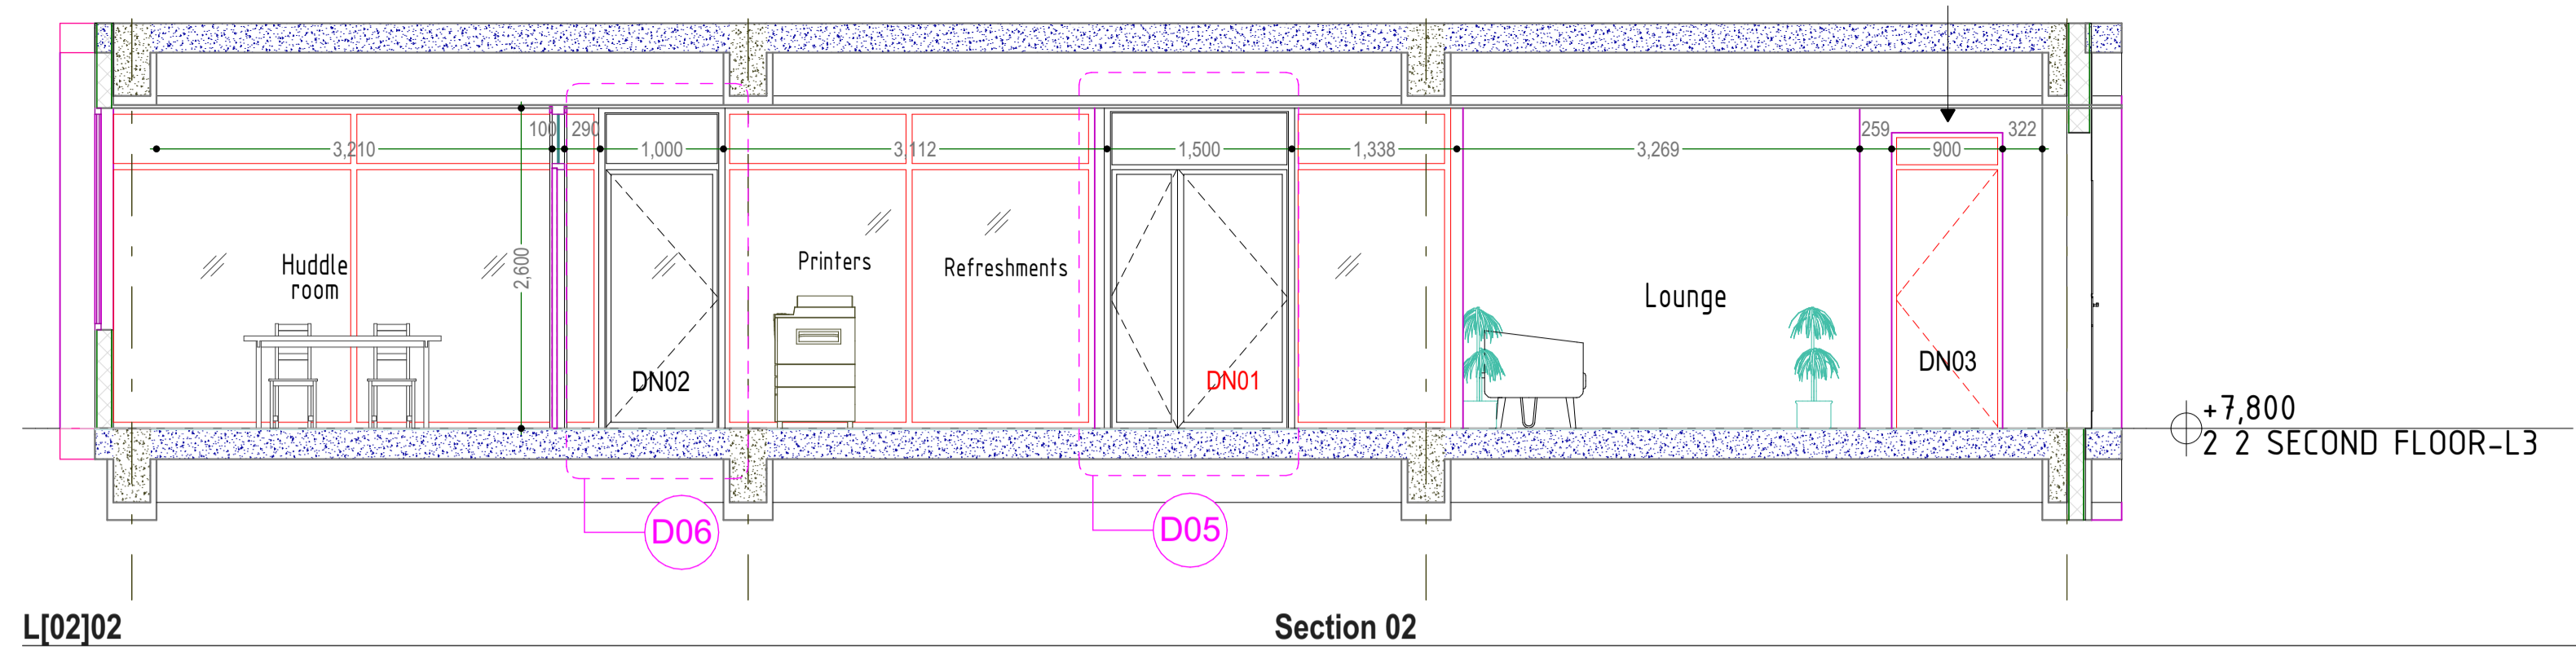 100 290 259 322
3,210 1,000 3,112 1,500 1,338 3,269 900
2,600
Huddle
room
Printers
Refreshments
Lounge
DN02
DN01
DN03
+7,800
2 2 SECOND FLOOR-L3
D06
D05
L[02]02
Section 02